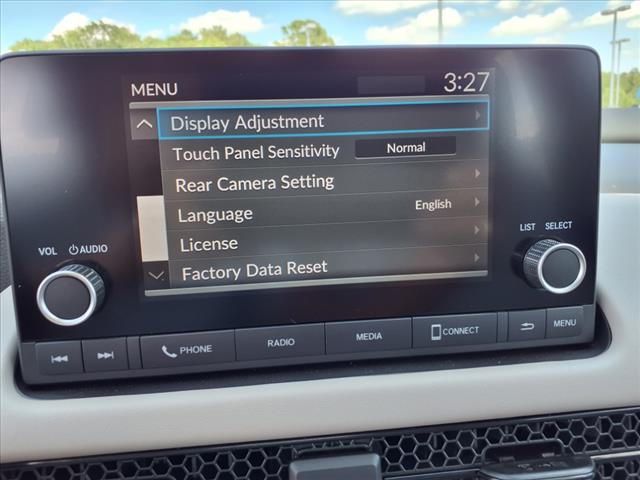 MENU 3:27
Display Adjustment
Touch Panel Sensitivity Normal
Rear Camera Setting
Language English
License
Factory Data Reset
VOL AUDIO
LIST SELECT
PHONE RADIO MEDIA CONNECT MENU